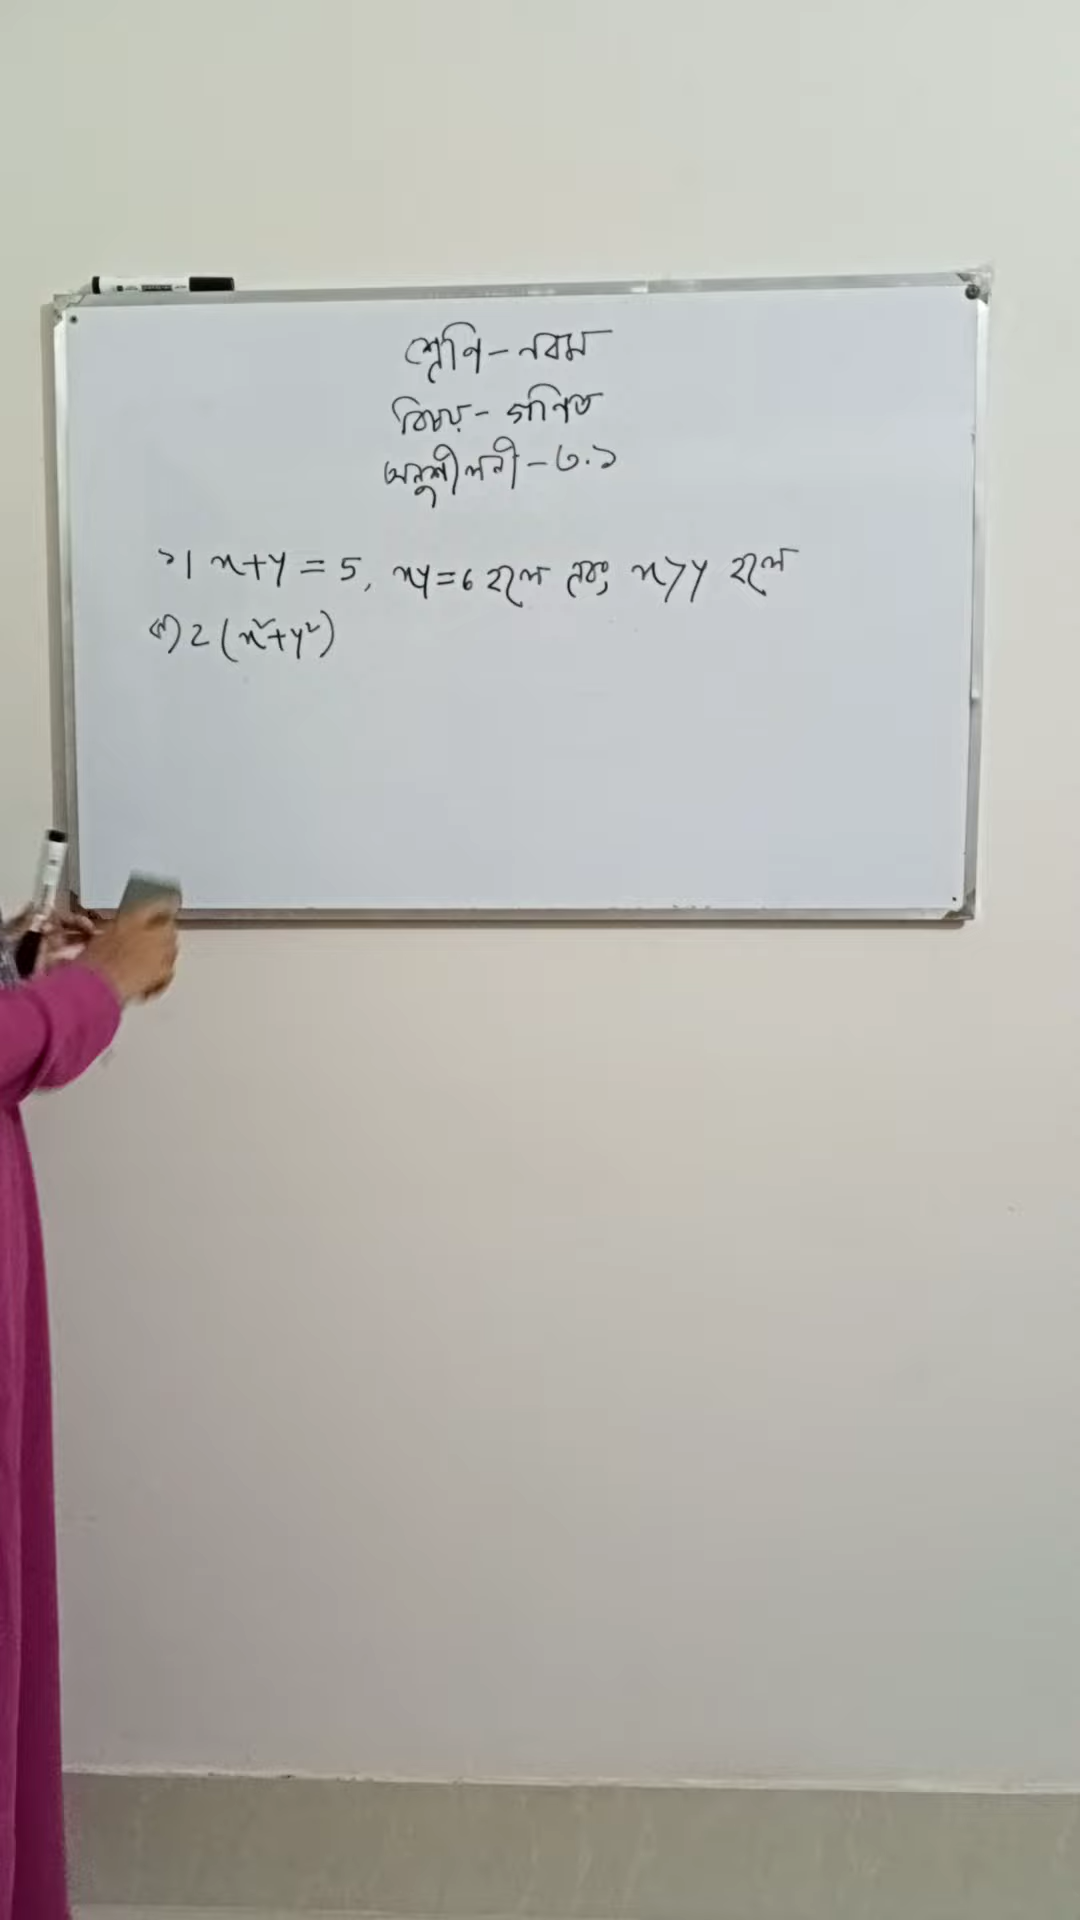 শ্রেণি - নবম
বিষয় - গণিত
অনুশীলনী - ৩.১
১। x+y = 5, xy = 6 হলে এবং x>y হলে
ক) 2(x²+y²)